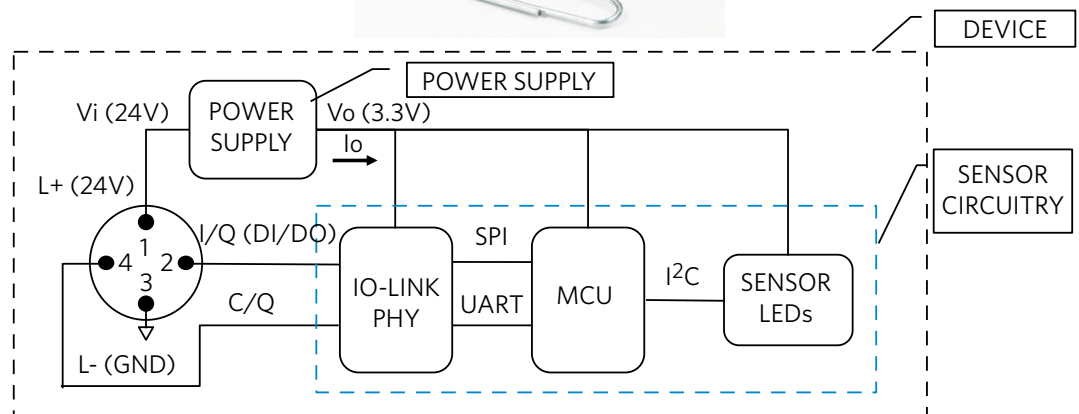 DEVICE
POWER SUPPLY
Vi (24V)
POWER
SUPPLY
Vo (3.3V)
Io
L+ (24V)
SENSOR
CIRCUITRY
I/Q (DI/DO)
SPI
1
4
2
3
IO-LINK
PHY
MCU
I²C
SENSOR
LEDs
C/Q
UART
L- (GND)